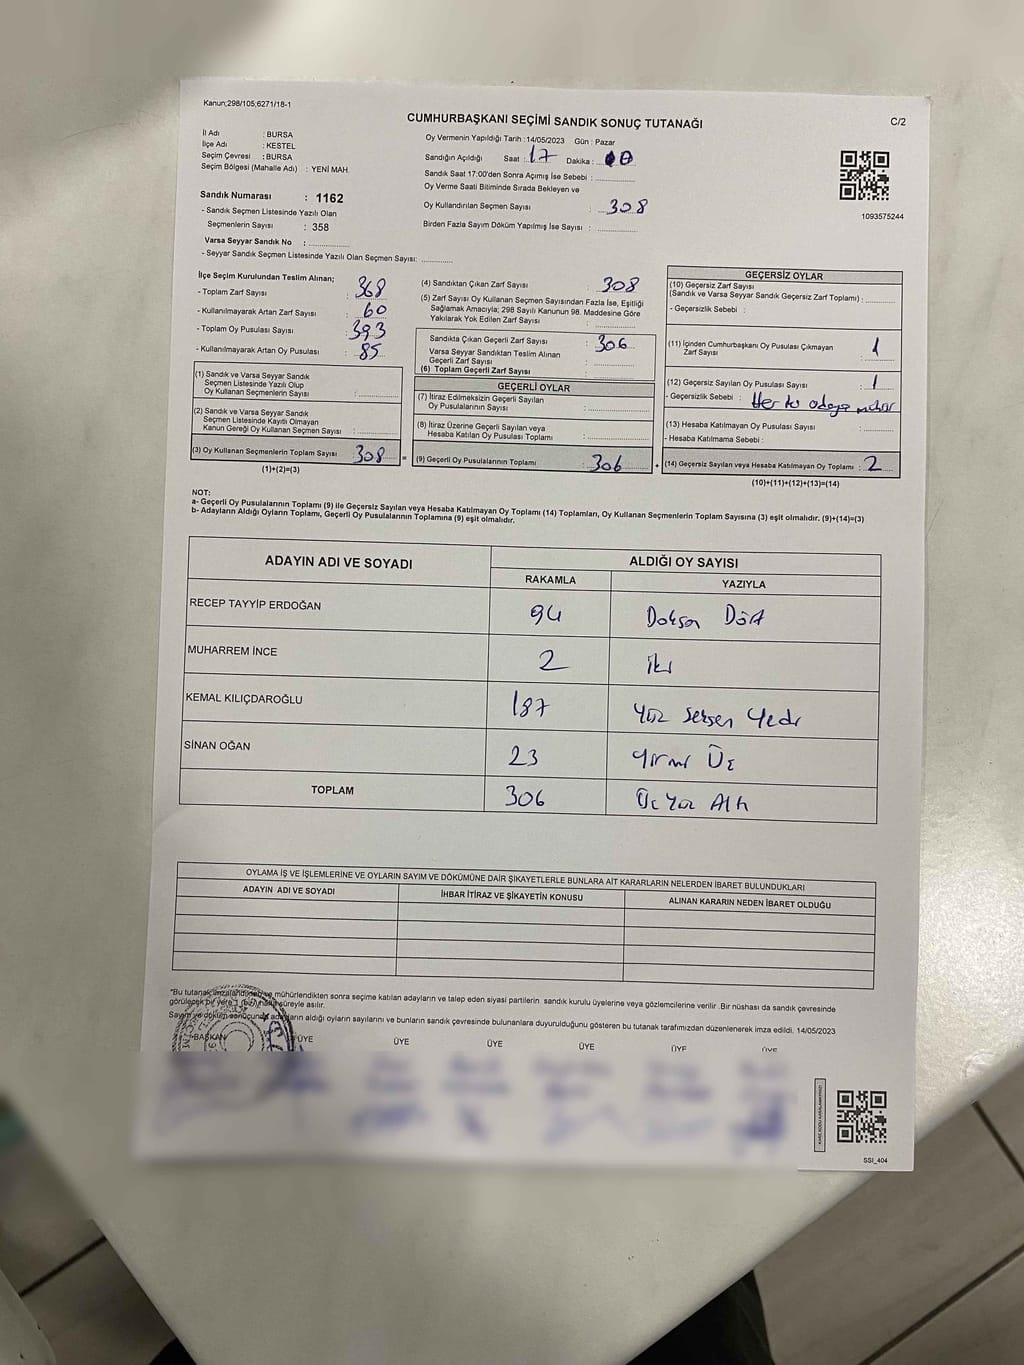 Kanun;298/105;6271/18-1
CUMHURBAŞKANI SEÇİMİ SANDIK SONUÇ TUTANAĞI
C/2
İl Adı : BURSA
İlçe Adı : KESTEL
Seçim Çevresi : BURSA
Seçim Bölgesi (Mahalle Adı) : YENİ MAH.
Oy Vermenin Yapıldığı Tarih :14/05/2023 Gün : Pazar
Sandığın Açıldığı Saat : 17 Dakika :
Sandık Saat 17:00'den Sonra Açılmış İse Sebebi :
Oy Verme Saati Bitiminde Sırada Bekleyen ve
Oy Kullandırılan Seçmen Sayısı : 308
Birden Fazla Sayım Döküm Yapılmış İse Sayısı :
1093575244
Sandık Numarası : 1162
- Sandık Seçmen Listesinde Yazılı Olan
Seçmenlerin Sayısı : 358
Varsa Seyyar Sandık No :
- Seyyar Sandık Seçmen Listesinde Yazılı Olan Seçmen Sayısı:
İlçe Seçim Kurulundan Teslim Alınan;
- Toplam Zarf Sayısı : 368
- Kullanılmayarak Artan Zarf Sayısı : 60
- Toplam Oy Pusulası Sayısı : 393
- Kullanılmayarak Artan Oy Pusulası : 85
(1) Sandık ve Varsa Seyyar Sandık
Seçmen Listesinde Yazılı Olup
Oy Kullanan Seçmenlerin Sayısı :
(2) Sandık ve Varsa Seyyar Sandık
Seçmen Listesinde Kayıtlı Olmayan
Kanun Gereği Oy Kullanan Seçmen Sayısı :
(3) Oy Kullanan Seçmenlerin Toplam Sayısı : 308 =
(1)+(2)=(3)
(4) Sandıktan Çıkan Zarf Sayısı : 308
(5) Zarf Sayısı Oy Kullanan Seçmen Sayısından Fazla İse, Eşitliği
Sağlamak Amacıyla; 298 Sayılı Kanunun 98. Maddesine Göre
Yakılarak Yok Edilen Zarf Sayısı :
Sandıkta Çıkan Geçerli Zarf Sayısı : 306
Varsa Seyyar Sandıktan Teslim Alınan
Geçerli Zarf Sayısı :
(6) Toplam Geçerli Zarf Sayısı :
GEÇERLİ OYLAR
(7) İtiraz Edilmeksizin Geçerli Sayılan
Oy Pusulalarının Sayısı :
(8) İtiraz Üzerine Geçerli Sayılan veya
Hesaba Katılan Oy Pusulası Toplamı :
(9) Geçerli Oy Pusulalarının Toplamı : 306 +
GEÇERSİZ OYLAR
(10) Geçersiz Zarf Sayısı
(Sandık ve Varsa Seyyar Sandık Geçersiz Zarf Toplamı) :
- Geçersizlik Sebebi :
(11) İçinden Cumhurbaşkanı Oy Pusulası Çıkmayan
Zarf Sayısı : 1
(12) Geçersiz Sayılan Oy Pusulası Sayısı : 1
- Geçersizlik Sebebi : Her iki adaya mühür
(13) Hesaba Katılmayan Oy Pusulası Sayısı :
- Hesaba Katılmama Sebebi :
(14) Geçersiz Sayılan veya Hesaba Katılmayan Oy Toplamı : 2
(10)+(11)+(12)+(13)=(14)
NOT:
a- Geçerli Oy Pusulalarının Toplamı (9) ile Geçersiz Sayılan veya Hesaba Katılmayan Oy Toplamı (14) Toplamları, Oy Kullanan Seçmenlerin Toplam Sayısına (3) eşit olmalıdır. (9)+(14)=(3)
b- Adayların Aldığı Oyların Toplamı, Geçerli Oy Pusulalarının Toplamına (9) eşit olmalıdır.
ADAYIN ADI VE SOYADI
ALDIĞI OY SAYISI
RAKAMLA YAZIYLA
RECEP TAYYİP ERDOĞAN 94 Doksan Dört
MUHARREM İNCE 2 iki
KEMAL KILIÇDAROĞLU 187 Yüz Seksen Yedi
SİNAN OĞAN 23 Yirmi Üç
TOPLAM 306 Üç Yüz Altı
OYLAMA İŞ VE İŞLEMLERİNE VE OYLARIN SAYIM VE DÖKÜMÜNE DAİR ŞİKAYETLERLE BUNLARA AİT KARARLARIN NELERDEN İBARET BULUNDUKLARI
ADAYIN ADI VE SOYADI İHBAR İTİRAZ VE ŞİKAYETİN KONUSU ALINAN KARARIN NEDEN İBARET OLDUĞU
"Bu tutanak ve mühürlendikten sonra seçime katılan adayların ve talep eden siyasi partilerin sandık kurulu üyelerine veya gözlemcilerine verilir. Bir nüshası da sandık çevresinde
görülecek bir yere süreyle asılır.
aldığı oyların sayılarını ve bunların sandık çevresinde bulunanlara duyurulduğunu gösteren bu tutanak tarafımızdan düzenlenerek imza edildi. 14/05/2023
BAŞKAN ÜYE ÜYE ÜYE ÜYE ÜYE ÜYE
SSI_404